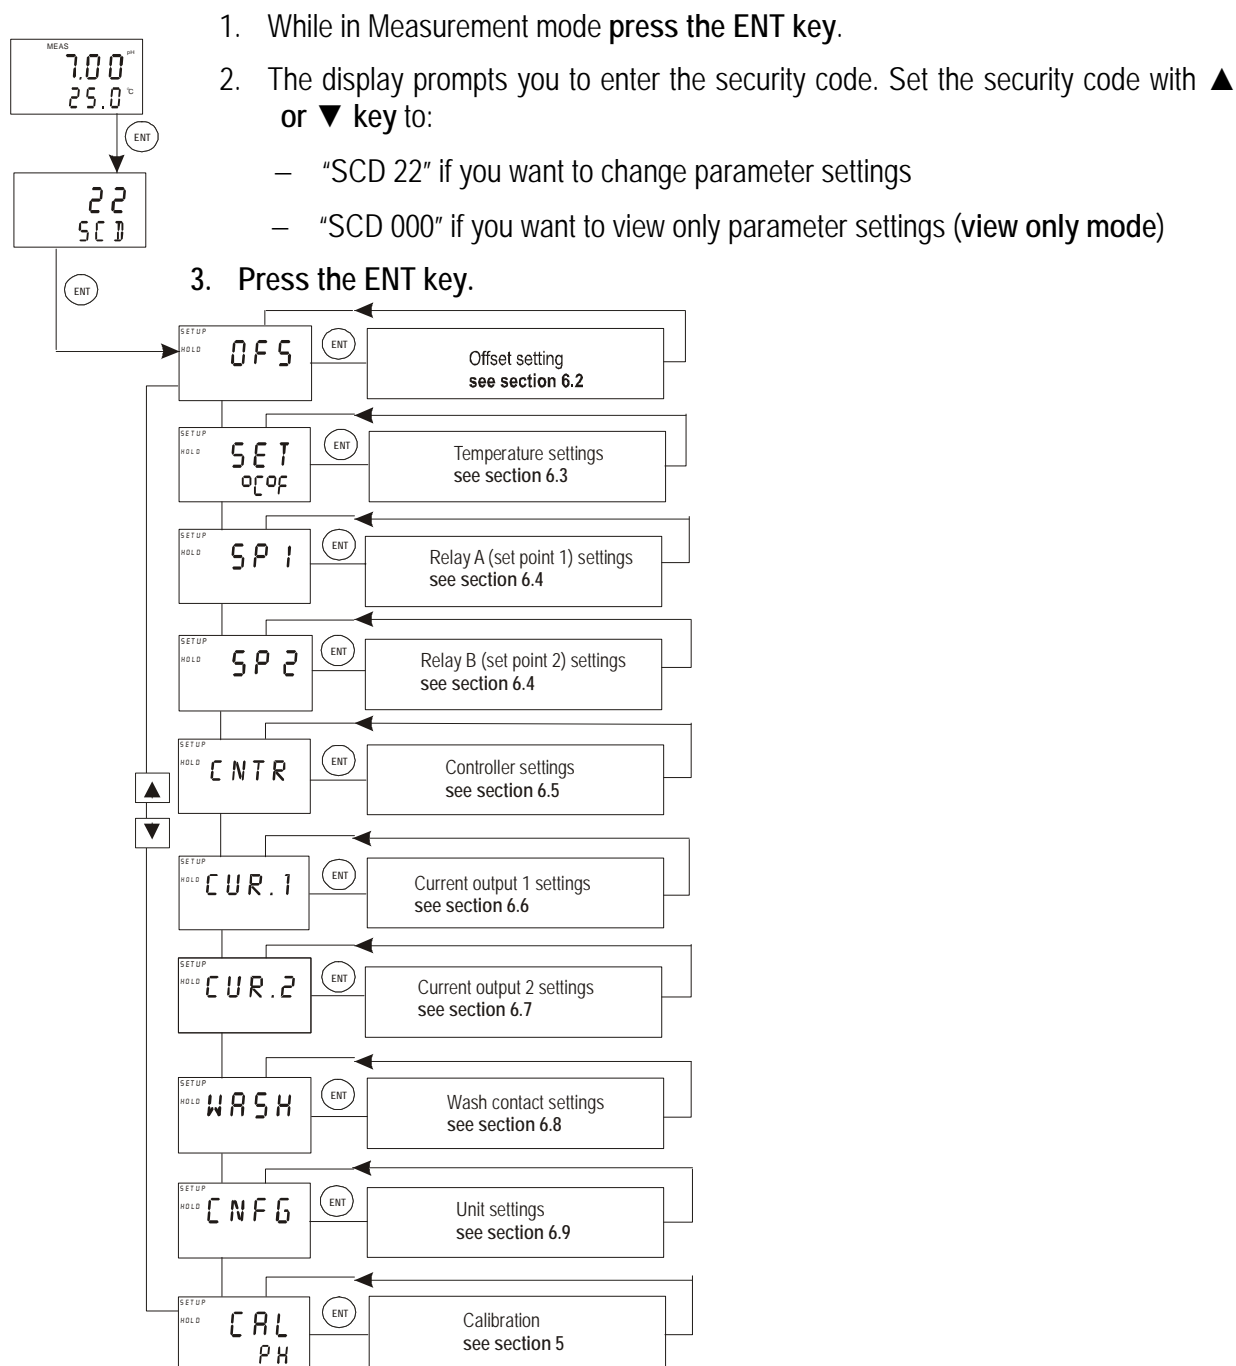 1. While in Measurement mode press the ENT key.
2. The display prompts you to enter the security code. Set the security code with ▲
or ▼ key to:
– "SCD 22" if you want to change parameter settings
– "SCD 000" if you want to view only parameter settings (view only mode)
3. Press the ENT key.
MEAS
7.00 pH
25.0 °C
ENT
22
SCD
ENT
SETUP
HOLD OFS
ENT
Offset setting
see section 6.2
SETUP
HOLD SET
°C°F
ENT
Temperature settings
see section 6.3
SETUP
HOLD SP1
ENT
Relay A (set point 1) settings
see section 6.4
SETUP
HOLD SP2
ENT
Relay B (set point 2) settings
see section 6.4
SETUP
HOLD CNTR
ENT
Controller settings
see section 6.5
▲
▼
SETUP
HOLD CUR.1
ENT
Current output 1 settings
see section 6.6
SETUP
HOLD CUR.2
ENT
Current output 2 settings
see section 6.7
SETUP
HOLD WASH
ENT
Wash contact settings
see section 6.8
SETUP
HOLD CNFG
ENT
Unit settings
see section 6.9
SETUP
HOLD CAL
PH
ENT
Calibration
see section 5